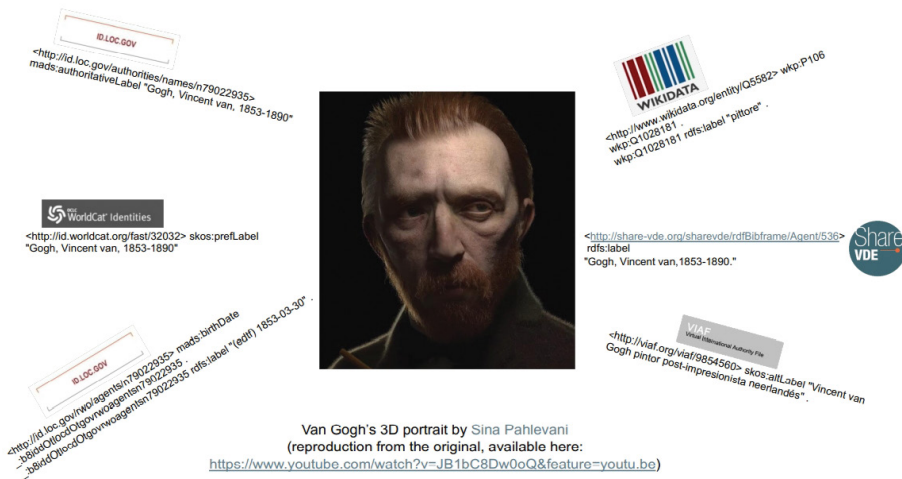 ID.LOC.GOV
<http://id.loc.gov/authorities/names/n79022935>
mads:authoritativeLabel "Gogh, Vincent van, 1853-1890"
WIKIDATA
<http://www.wikidata.org/entity/Q5582> wkp:P106
wkp:Q1028181 .
wkp:Q1028181 rdfs:label "pittore" .
OCLC
WorldCat® Identities
<http://id.worldcat.org/fast/32032> skos:prefLabel
"Gogh, Vincent van, 1853-1890"
<http://share-vde.org/sharevde/rdfBibframe/Agent/536>
rdfs:label
"Gogh, Vincent van,1853-1890."
Share
VDE
ID.LOC.GOV
<http://id.loc.gov/rwo/agents/n79022935> mads:birthDate
_:b8iddOtlocdOtgovrwoagentsn79022935 .
_:b8iddOtlocdOtgovrwoagentsn79022935 rdfs:label "(edtf) 1853-03-30" .
VIAF
Virtual International Authority File
<http://viaf.org/viaf/9854560> skos:altLabel "Vincent van
Gogh pintor post-impresionista neerlandés" .
Van Gogh's 3D portrait by Sina Pahlevani
(reproduction from the original, available here:
https://www.youtube.com/watch?v=JB1bC8Dw0oQ&feature=youtu.be)